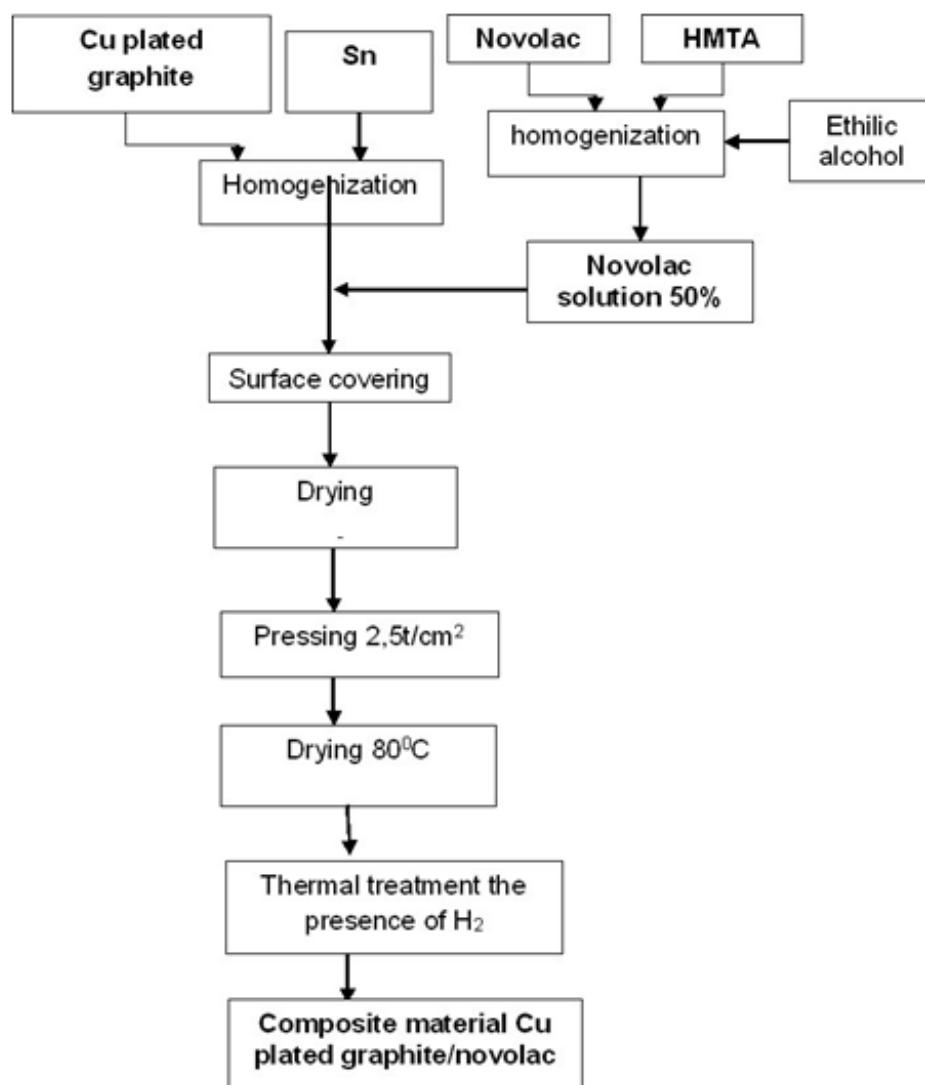 Cu plated
graphite
Sn
Novolac
HMTA
homogenization
Ethilic
alcohol
Homogenization
Novolac
solution 50%
Surface covering
Drying
-
Pressing 2,5t/cm²
Drying 80⁰C
Thermal treatment the
presence of H₂
Composite material Cu
plated graphite/novolac